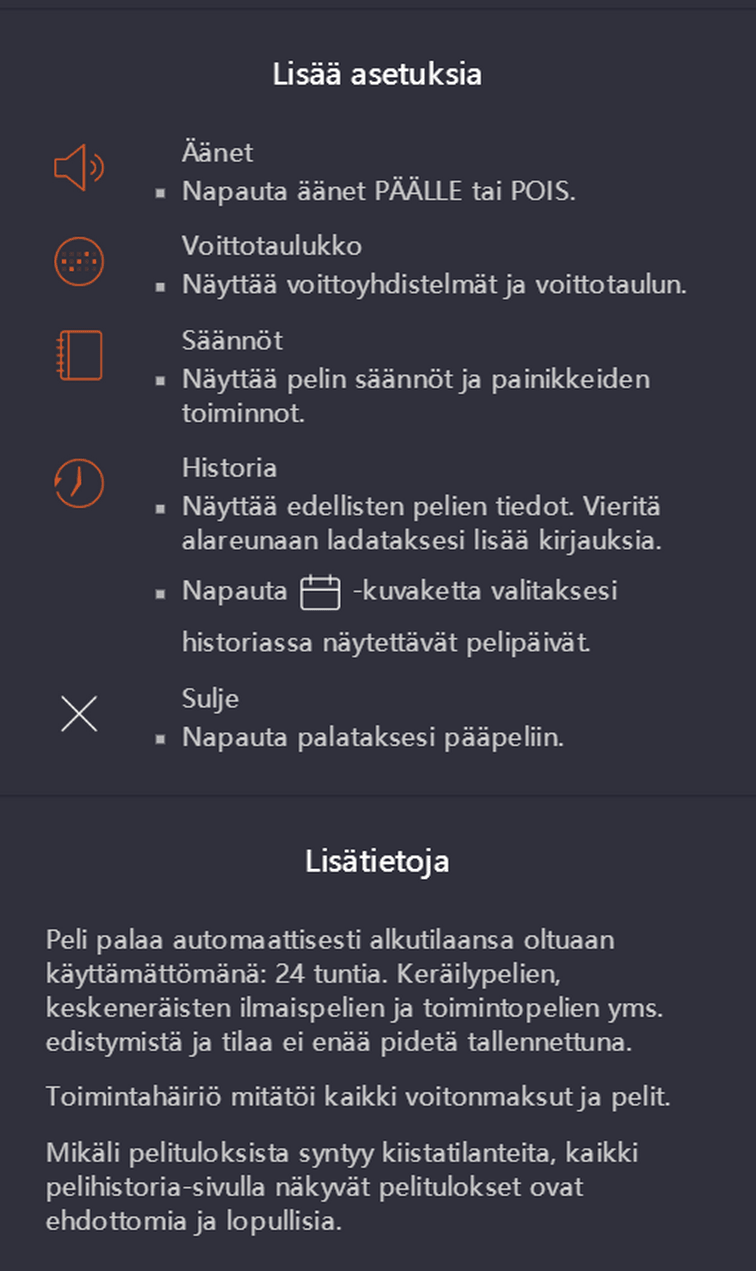 Lisää asetuksia
Äänet
▪ Napauta äänet PÄÄLLE tai POIS.
Voittotaulukko
▪ Näyttää voittoyhdistelmät ja voittotaulun.
Säännöt
▪ Näyttää pelin säännöt ja painikkeiden
toiminnot.
Historia
▪ Näyttää edellisten pelien tiedot. Vieritä
alareunaan ladataksesi lisää kirjauksia.
▪ Napauta -kuvaketta valitaksesi
historiassa näytettävät pelipäivät.
Sulje
▪ Napauta palataksesi pääpeliin.
Lisätietoja
Peli palaa automaattisesti alkutilaansa oltuaan
käyttämättömänä: 24 tuntia. Keräilypelien,
keskeneräisten ilmaispelien ja toimintopelien yms.
edistymistä ja tilaa ei enää pidetä tallennettuna.
Toimintahäiriö mitätöi kaikki voitonmaksut ja pelit.
Mikäli pelituloksista syntyy kiistatilanteita, kaikki
pelihistoria-sivulla näkyvät pelitulokset ovat
ehdottomia ja lopullisia.